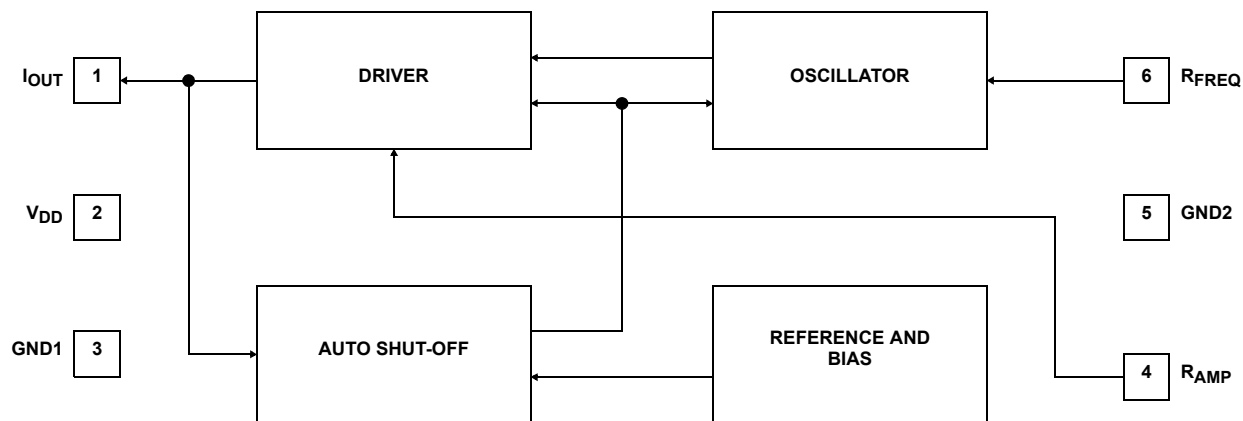 DRIVER
OSCILLATOR
IOUT 1
6 RFREQ
VDD 2
5 GND2
GND1 3
AUTO SHUT-OFF
REFERENCE AND
BIAS
4 RAMP